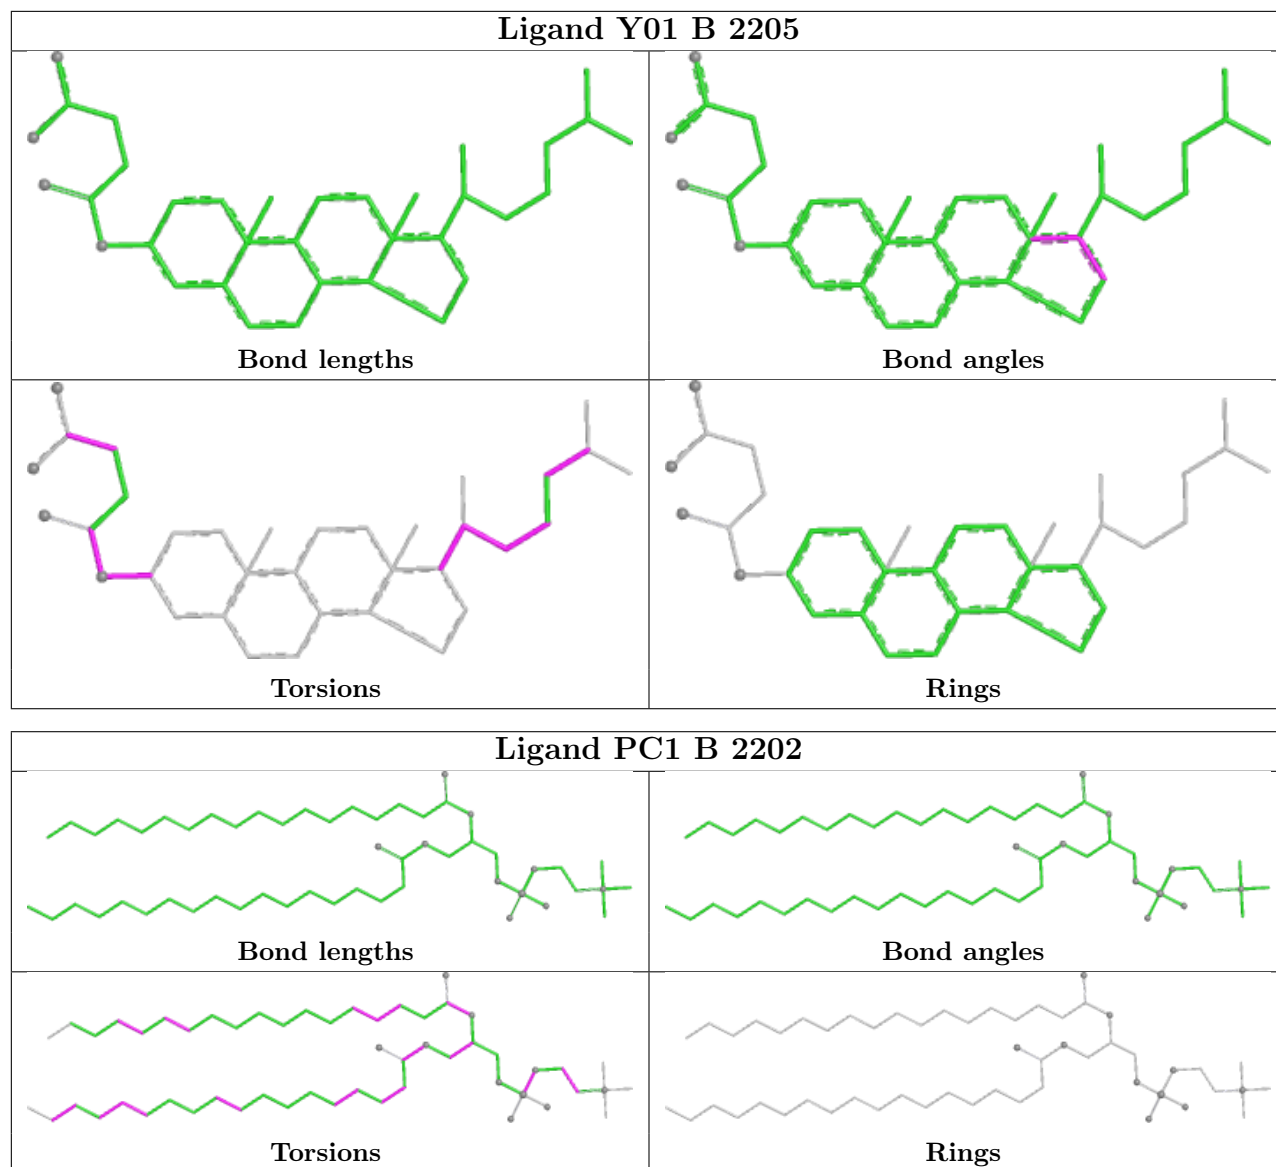 Ligand Y01 B 2205
Bond lengths
Bond angles
Torsions
Rings
Ligand PC1 B 2202
Bond lengths
Bond angles
Torsions
Rings